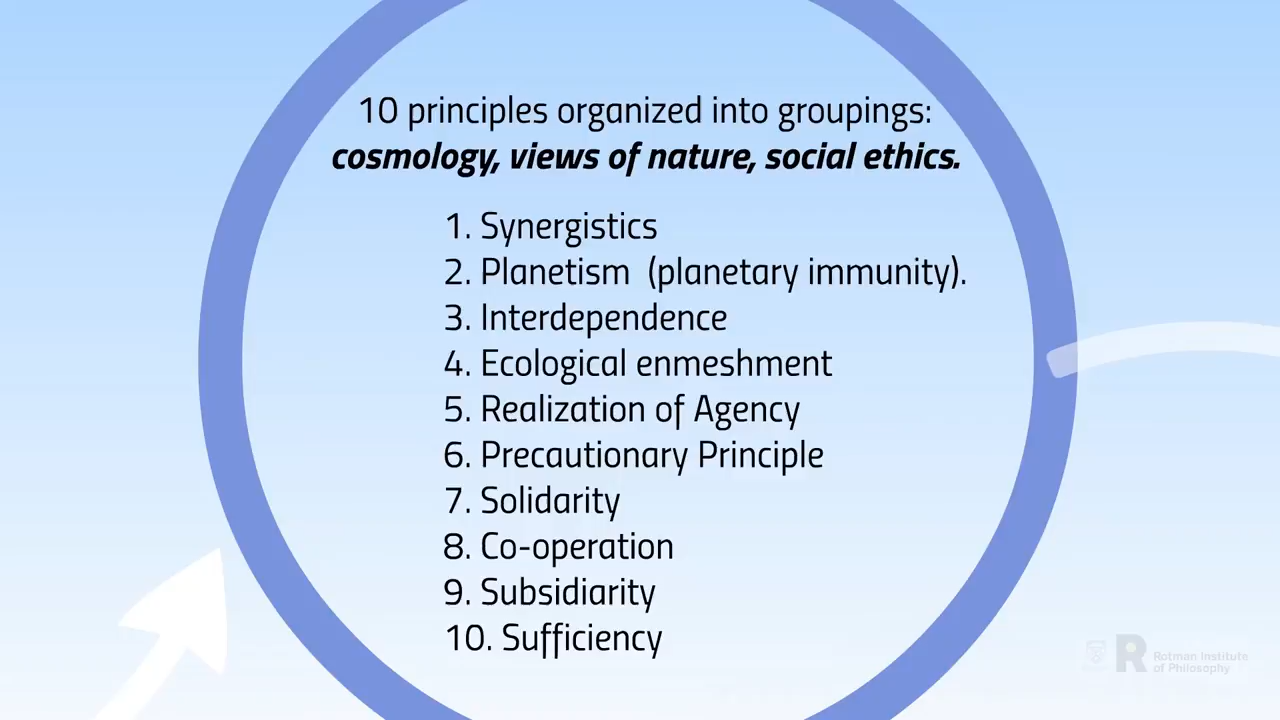 10 principles organized into groupings:
cosmology, views of nature, social ethics.
1. Synergistics
2. Planetism (planetary immunity).
3. Interdependence
4. Ecological enmeshment
5. Realization of Agency
6. Precautionary Principle
7. Solidarity
8. Co-operation
9. Subsidiarity
10. Sufficiency
R
Rotman Institute
of Philosophy